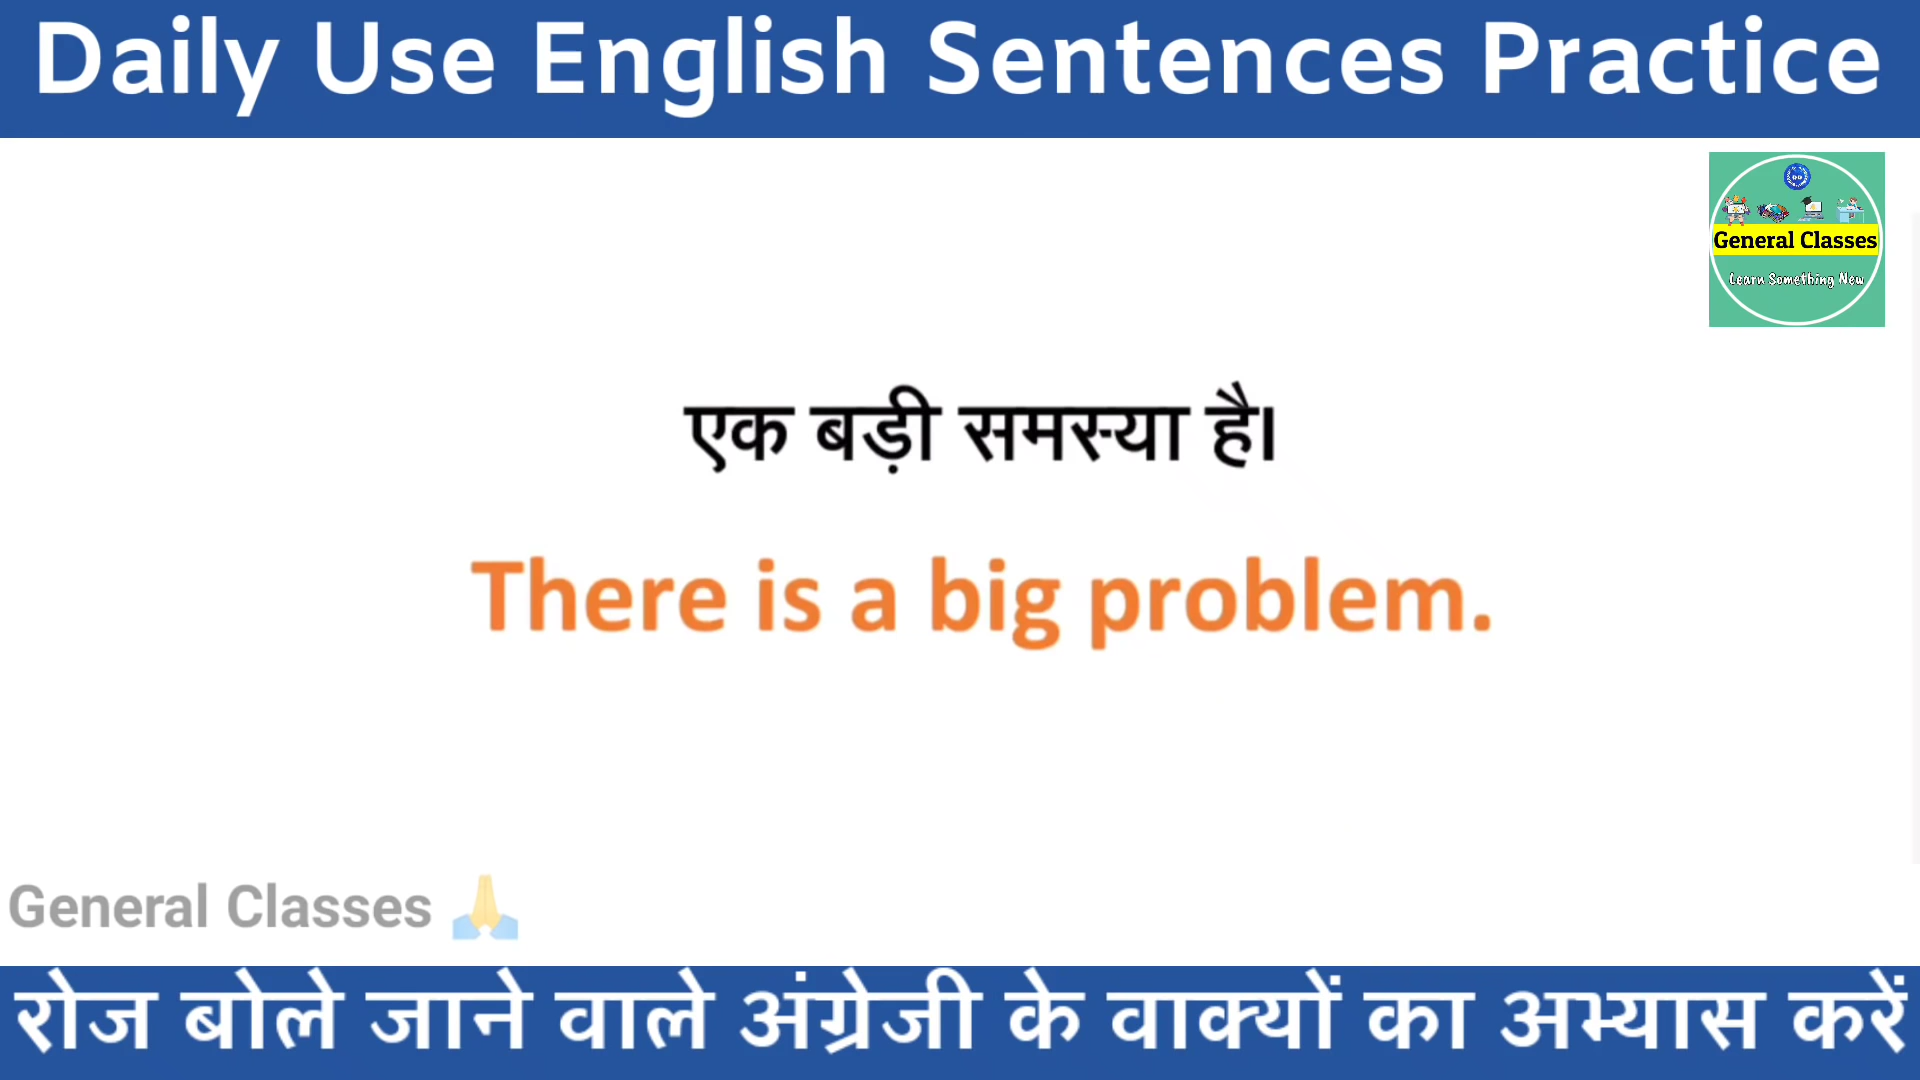 Daily Use English Sentences Practice
General Classes
Learn Something New
एक बड़ी समस्या है।
There is a big problem.
General Classes 🙏
रोज बोले जाने वाले अंग्रेजी के वाक्यों का अभ्यास करें